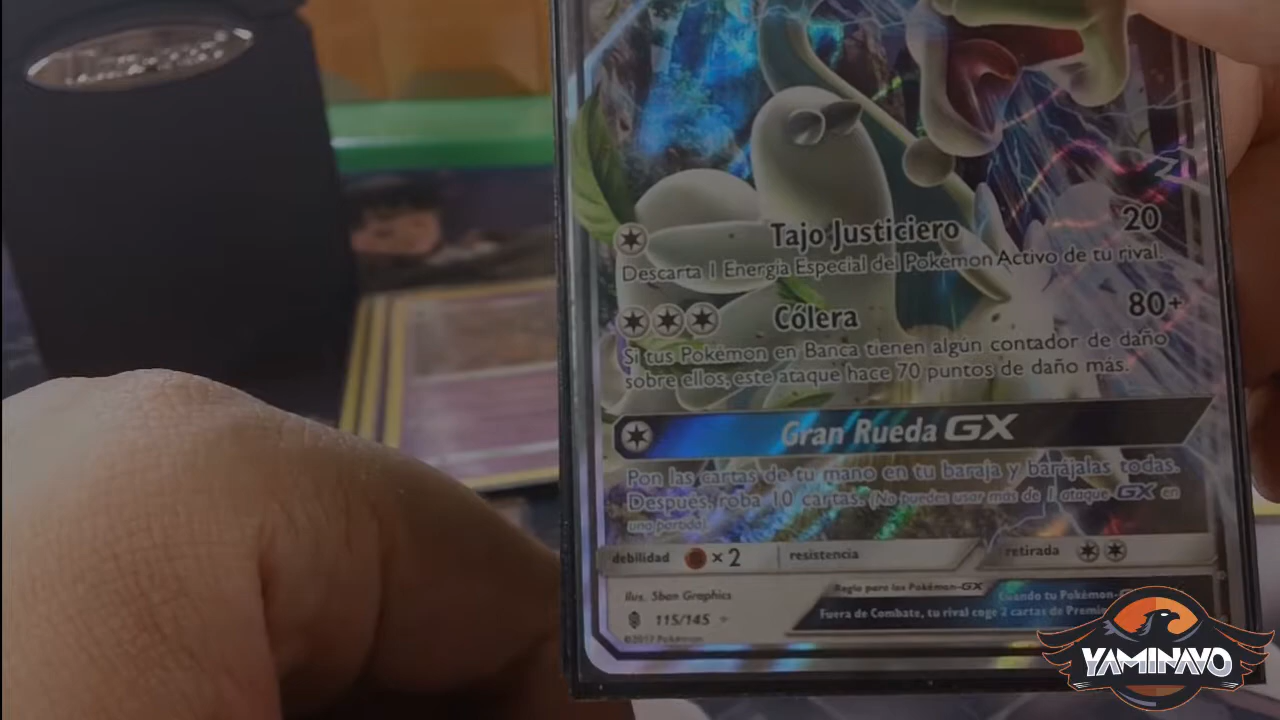 Tajo Justiciero 20
Descarta 1 Energía Especial del Pokémon Activo de tu rival.
Cólera 80+
Si tus Pokémon en Banca tienen algún contador de daño
sobre ellos, este ataque hace 70 puntos de daño más.
Gran Rueda GX
Pon las cartas de tu mano en tu baraja y barájalas todas.
Después, roba 10 cartas. (No puedes usar más de 1 ataque GX en
una partida).
debilidad ×2 resistencia retirada
Ilus. 5ban Graphics
Regla para los Pokémon-GX
Cuando tu Pokémon-
115/145
Fuera de Combate, tu rival coge 2 cartas de Premio
©2017 Pokémon
YAMINAVO